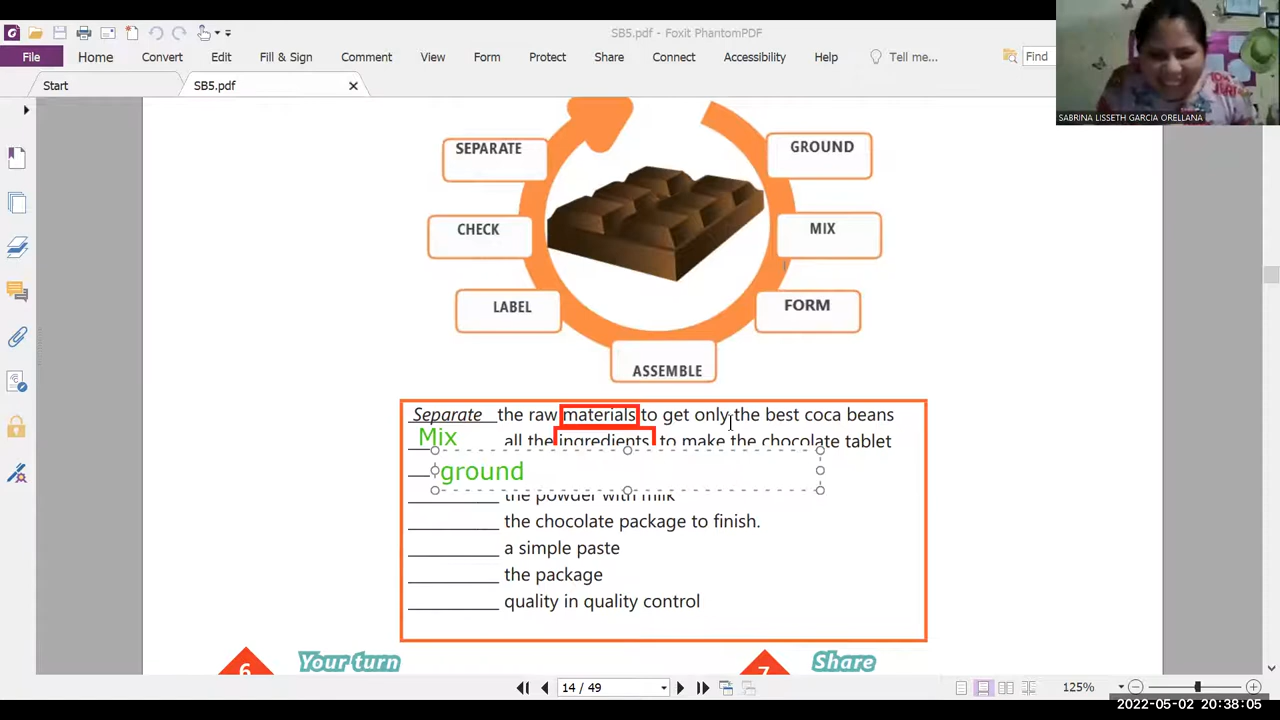 SB5.pdf - Foxit PhantomPDF
File Home Convert Edit Fill & Sign Comment View Form Protect Share Connect Accessibility Help Tell me... Find
Start SB5.pdf
SABRINA LISSETH GARCIA ORELLANA
SEPARATE GROUND
CHECK MIX
LABEL FORM
ASSEMBLE
Separate the raw materials to get only the best coca beans
Mix all the ingredients to make the chocolate tablet
ground
the powder with milk
the chocolate package to finish.
a simple paste
the package
quality in quality control
6 Your turn 7 Share
14 / 49 125%
2022-05-02 20:38:05